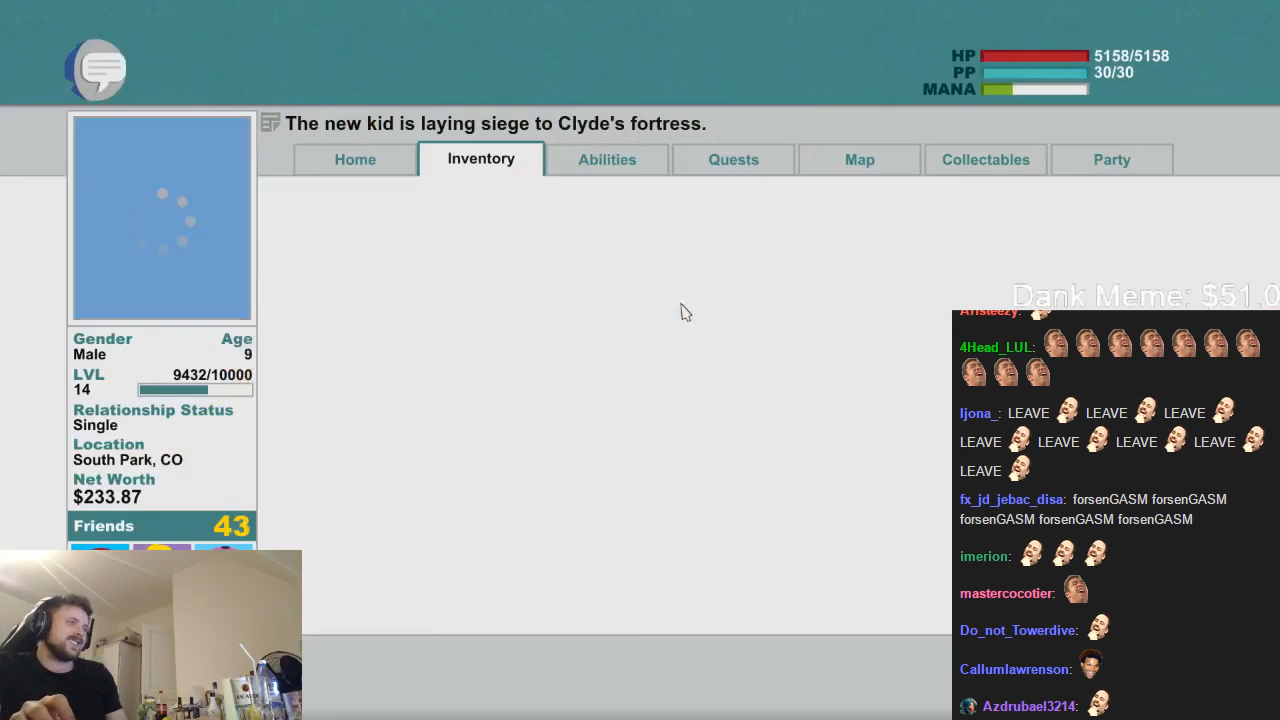 HP 5158/5158
PP 30/30
MANA
The new kid is laying siege to Clyde's fortress.
Home Inventory Abilities Quests Map Collectables Party
Gender Age
Male 9
LVL 9432/10000
14
Relationship Status
Single
Location
South Park, CO
Net Worth
$233.87
Friends 43
Dank Meme: $51.0
Aristeezy:
4Head_LUL:
ljona_: LEAVE LEAVE LEAVE
LEAVE LEAVE LEAVE LEAVE
LEAVE
fx_jd_jebac_disa: forsenGASM forsenGASM
forsenGASM forsenGASM forsenGASM
imerion:
mastercocotier:
Do_not_Towerdive:
Callumlawrenson:
Azdrubael3214: